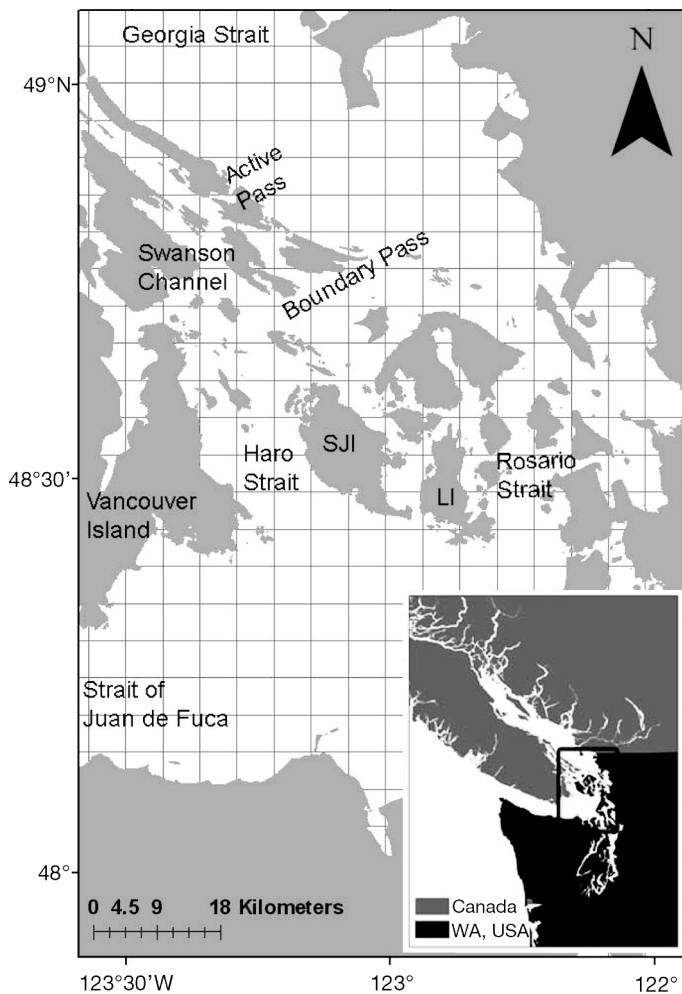 Georgia Strait
N
49°N
Active
Pass
Swanson
Channel
Boundary Pass
Haro
Strait
SJI
LI
Rosario
Strait
48°30'
Vancouver
Island
Strait of
Juan de Fuca
48°
0 4.5 9 18 Kilometers
Canada
WA, USA
123°30'W
123°
122°